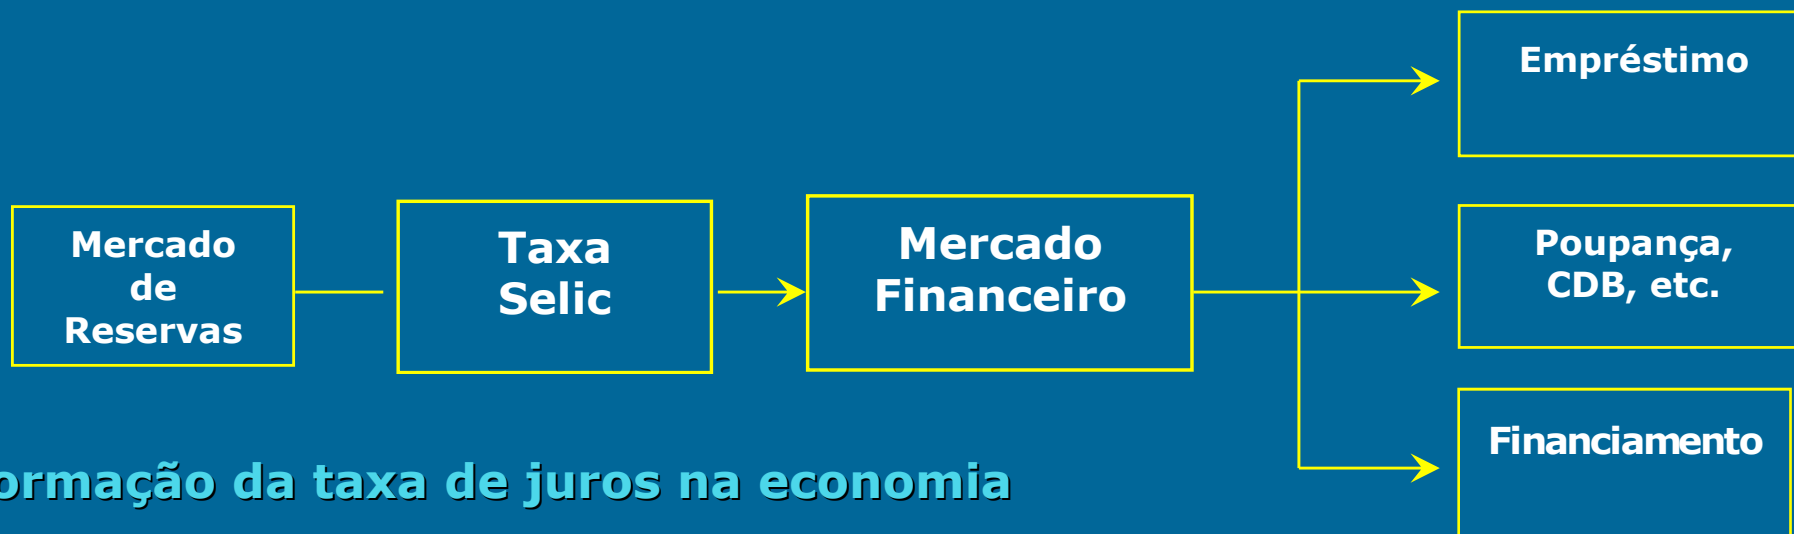 Empréstimo
Mercado
de
Reservas
Taxa
Selic
Mercado
Financeiro
Poupança,
CDB, etc.
Financiamento
ormação da taxa de juros na economia